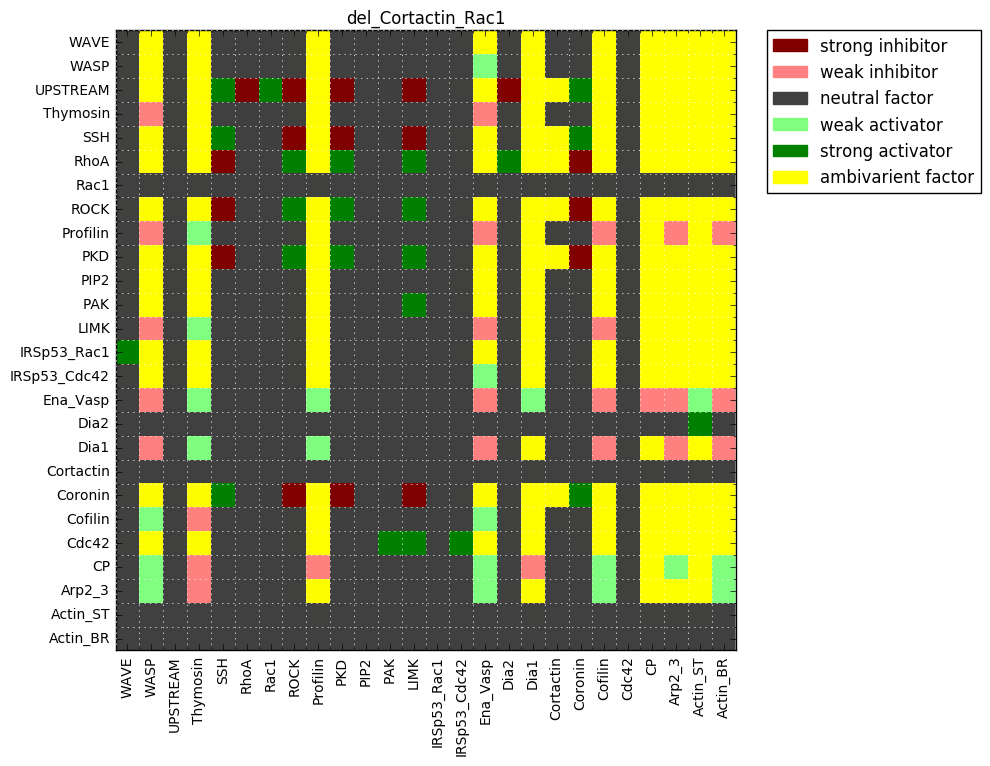 del_Cortactin_Rac1
WAVE
WASP
UPSTREAM
Thymosin
SSH
RhoA
Rac1
ROCK
Profilin
PKD
PIP2
PAK
LIMK
IRSp53_Rac1
IRSp53_Cdc42
Ena_Vasp
Dia2
Dia1
Cortactin
Coronin
Cofilin
Cdc42
CP
Arp2_3
Actin_ST
Actin_BR
WAVE
WASP
UPSTREAM
Thymosin
SSH
RhoA
Rac1
ROCK
Profilin
PKD
PIP2
PAK
LIMK
IRSp53_Rac1
IRSp53_Cdc42
Ena_Vasp
Dia2
Dia1
Cortactin
Coronin
Cofilin
Cdc42
CP
Arp2_3
Actin_ST
Actin_BR
strong inhibitor
weak inhibitor
neutral factor
weak activator
strong activator
ambivarient factor